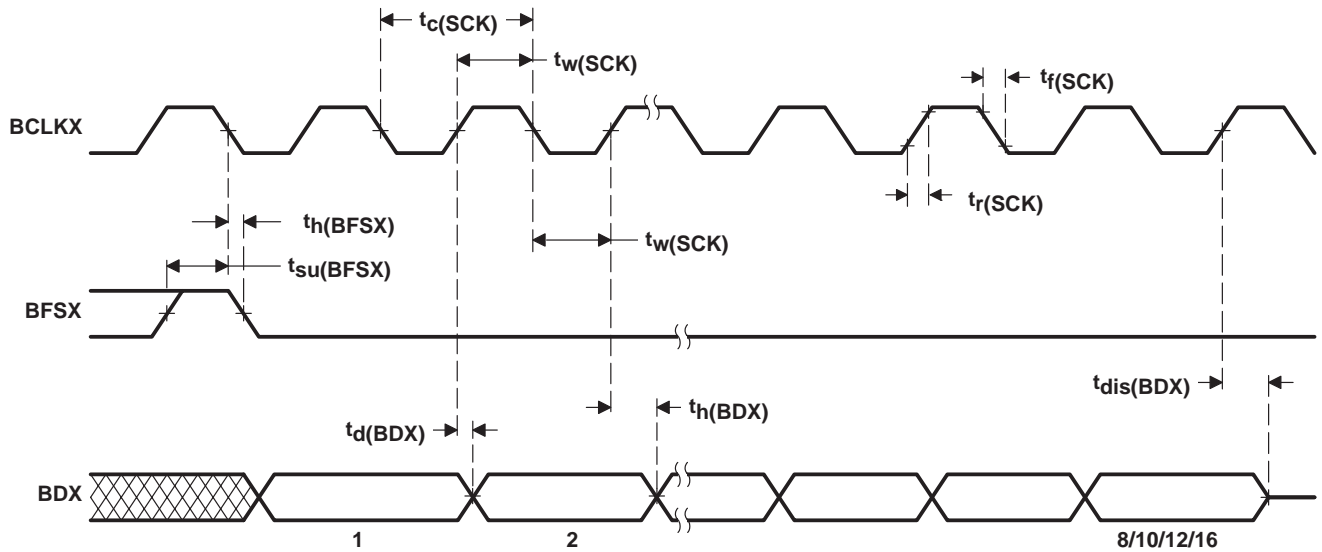 tc(SCK)
tw(SCK)
tf(SCK)
BCLKX
tr(SCK)
th(BFSX)
tw(SCK)
tsu(BFSX)
BFSX
tdis(BDX)
th(BDX)
td(BDX)
BDX
1 2 8/10/12/16